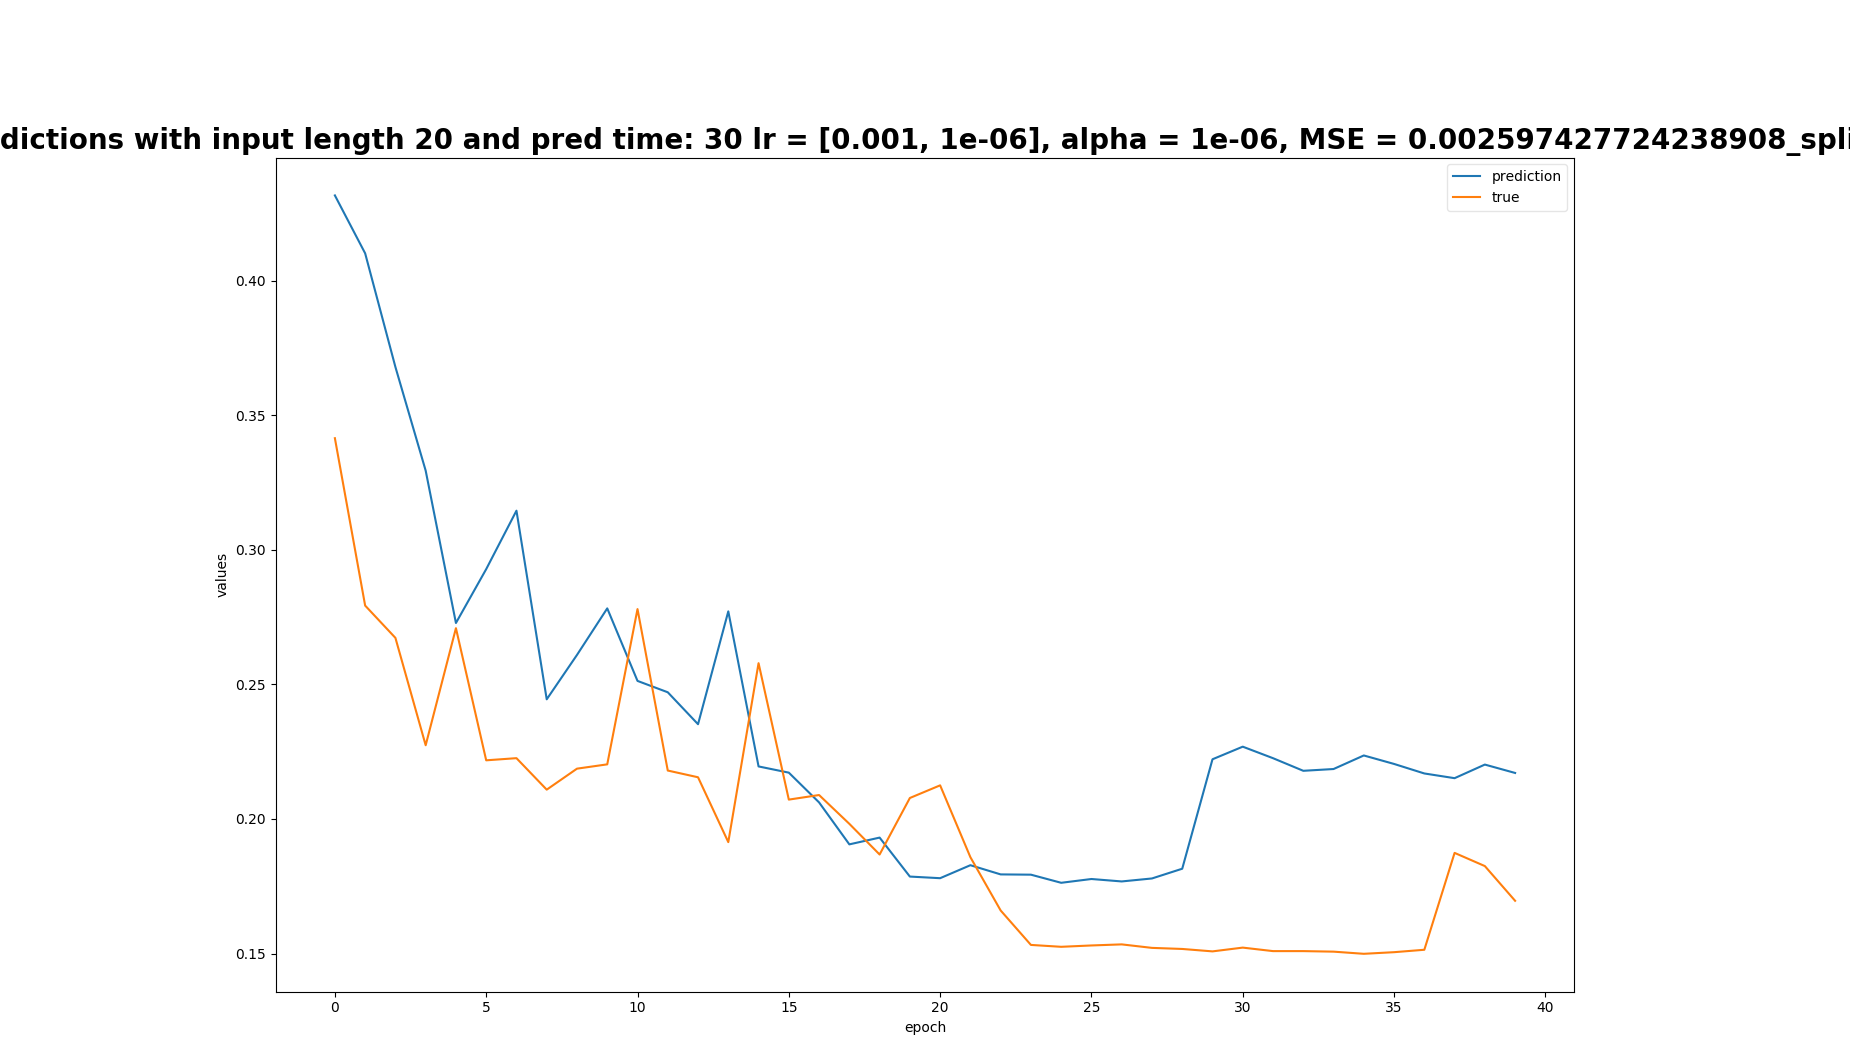 dictions with input length 20 and pred time: 30 lr = [0.001, 1e-06], alpha = 1e-06, MSE = 0.002597427724238908_spli
prediction
true
0.40
0.35
0.30
0.25
0.20
0.15
values
0 5 10 15 20 25 30 35 40
epoch